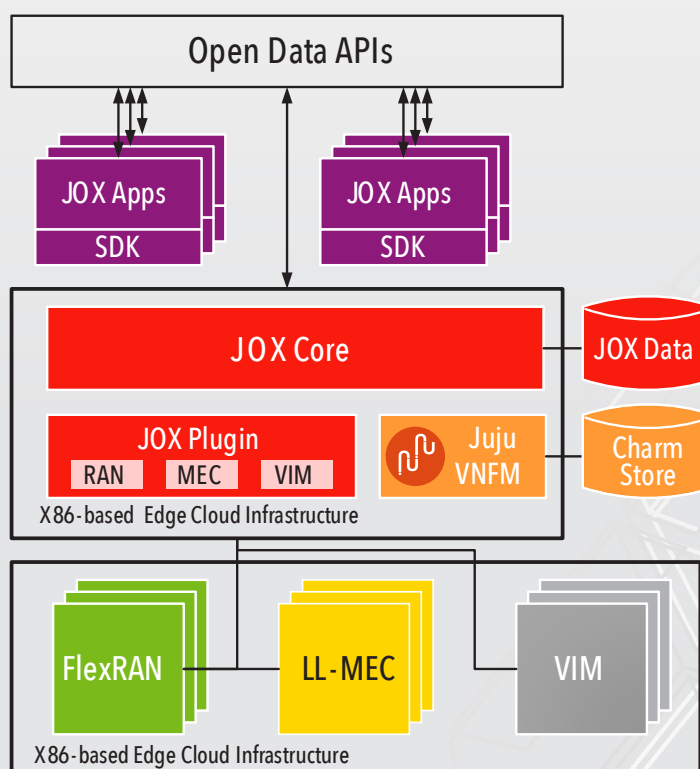 Open Data APIs
JOX Apps
SDK
JOX Apps
SDK
JOX Core
JOX Data
JOX Plugin
RAN
MEC
VIM
Juju
VNFM
Charm
Store
X86-based Edge Cloud Infrastructure
FlexRAN
LL-MEC
VIM
X86-based Edge Cloud Infrastructure